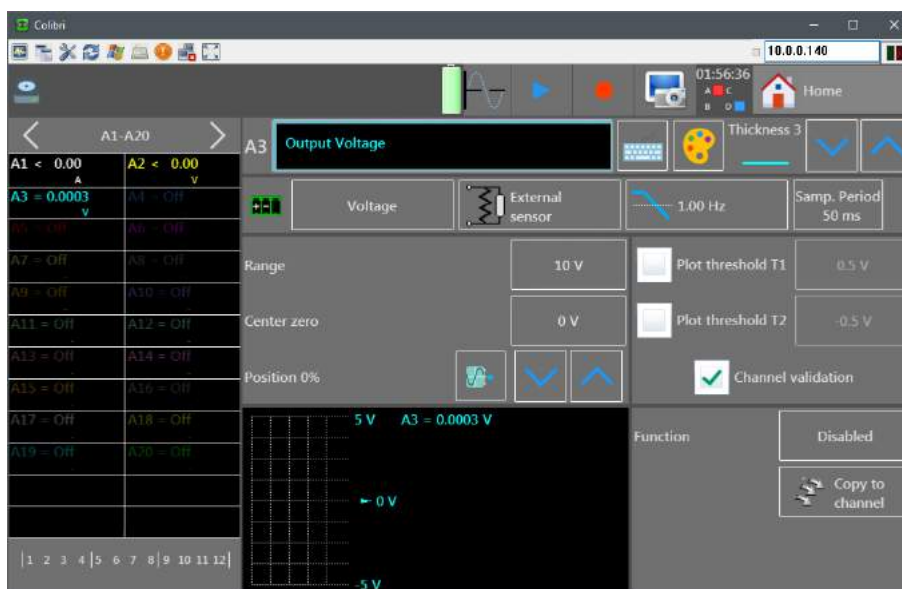 Colibri
10.0.0.140
01:56:36
A C
B D
Home
A1-A20
A3
Output Voltage
Thickness 3
A1 < 0.00
A
A2 < 0.00
V
A3 = 0.0003
V
A4 = Off
A5 = Off
A6 = Off
A7 = Off
A8 = Off
A9 = Off
A10 = Off
A11 = Off
A12 = Off
A13 = Off
A14 = Off
A15 = Off
A16 = Off
A17 = Off
A18 = Off
A19 = Off
A20 = Off
1 2 3 4 5 6 7 8 9 10 11 12
Voltage
External
sensor
1.00 Hz
Samp. Period
50 ms
Range
10 V
Center zero
0 V
Position 0%
Plot threshold T1
0.5 V
Plot threshold T2
-0.5 V
Channel validation
5 V
A3 = 0.0003 V
0 V
-5 V
Function
Disabled
Copy to
channel